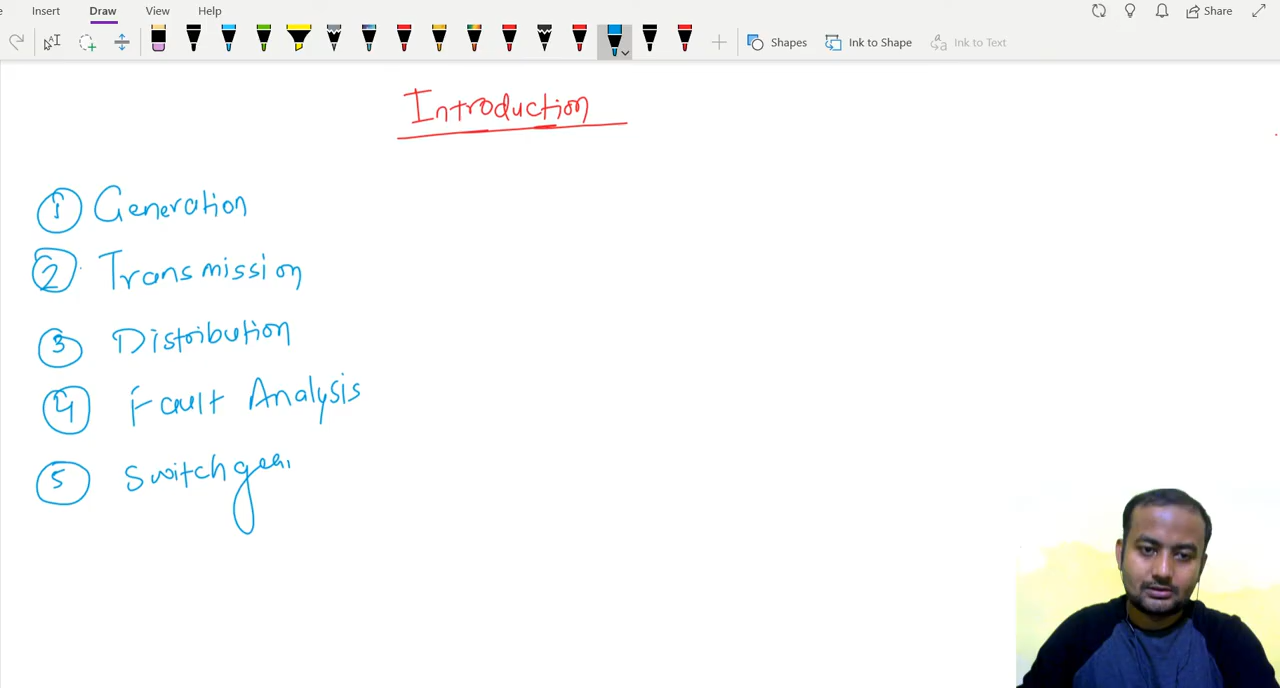 Insert Draw View Help Share
Shapes Ink to Shape Ink to Text
Introduction
1 Generation
2 Transmission
3 Distribution
4 Fault Analysis
5 Switchgear